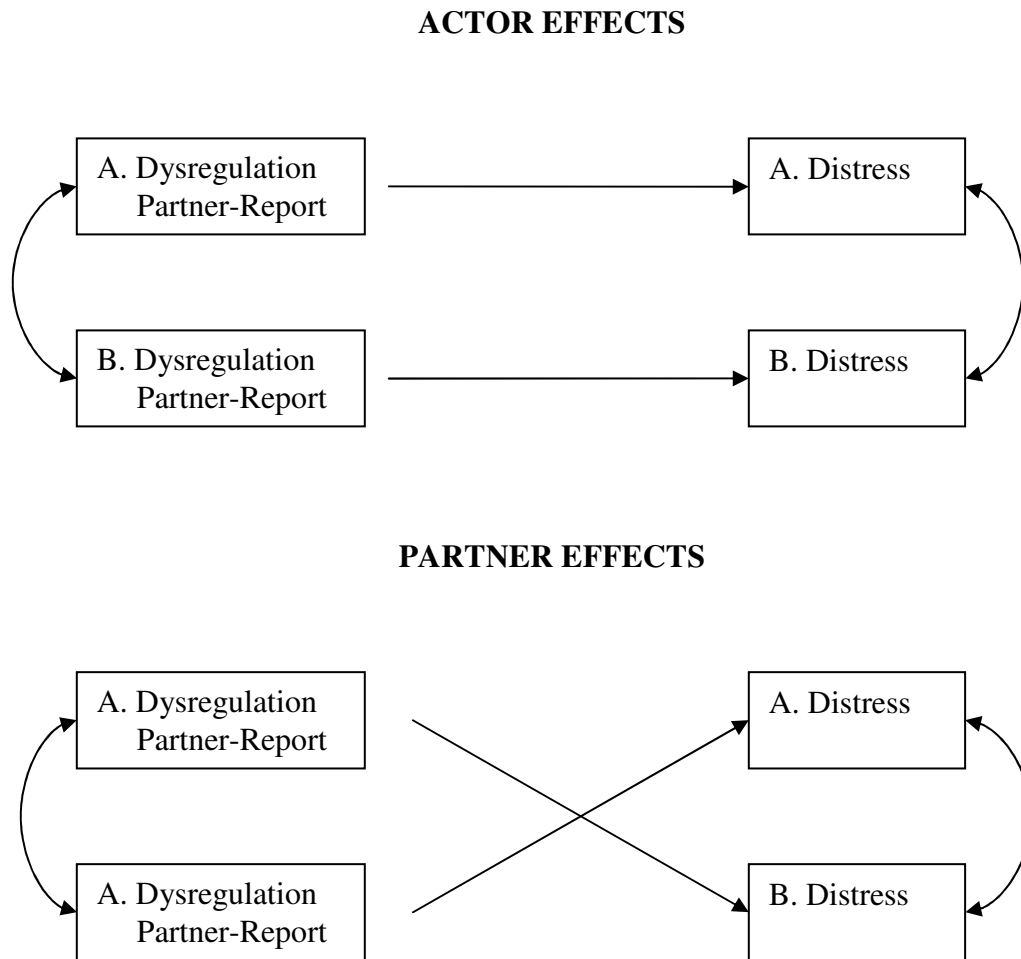 ACTOR EFFECTS
A. Dysregulation
Partner-Report
A. Distress
B. Dysregulation
Partner-Report
B. Distress
PARTNER EFFECTS
A. Dysregulation
Partner-Report
A. Distress
A. Dysregulation
Partner-Report
B. Distress